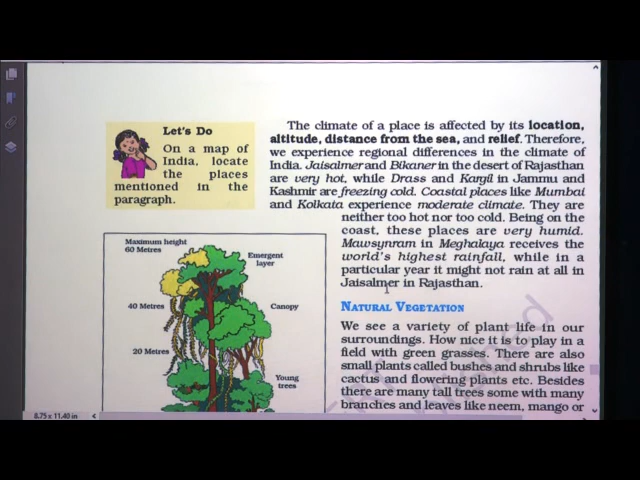 Let's Do
On a map of
India, locate
the places
mentioned in the
paragraph.
The climate of a place is affected by its location,
altitude, distance from the sea, and relief. Therefore,
we experience regional differences in the climate of
India. Jaisalmer and Bikaner in the desert of Rajasthan
are very hot, while Drass and Kargil in Jammu and
Kashmir are freezing cold. Coastal places like Mumbai
and Kolkata experience moderate climate. They are
neither too hot nor too cold. Being on the
coast, these places are very humid.
Mawsynram in Meghalaya receives the
world's highest rainfall, while in a
particular year it might not rain at all in
Jaisalmer in Rajasthan.
Maximum height
60 Metres
Emergent
layer
40 Metres
Canopy
20 Metres
Young
trees
NATURAL VEGETATION
We see a variety of plant life in our
surroundings. How nice it is to play in a
field with green grasses. There are also
small plants called bushes and shrubs like
cactus and flowering plants etc. Besides
there are many tall trees some with many
branches and leaves like neem, mango or
8.75 x 11.40 in